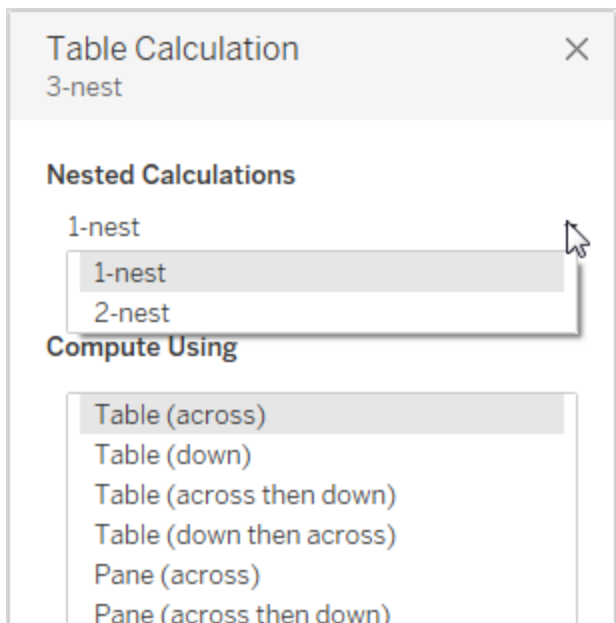 Table Calculation
3-nest
Nested Calculations
1-nest
1-nest
2-nest
Compute Using
Table (across)
Table (down)
Table (across then down)
Table (down then across)
Pane (across)
Pane (across then down)